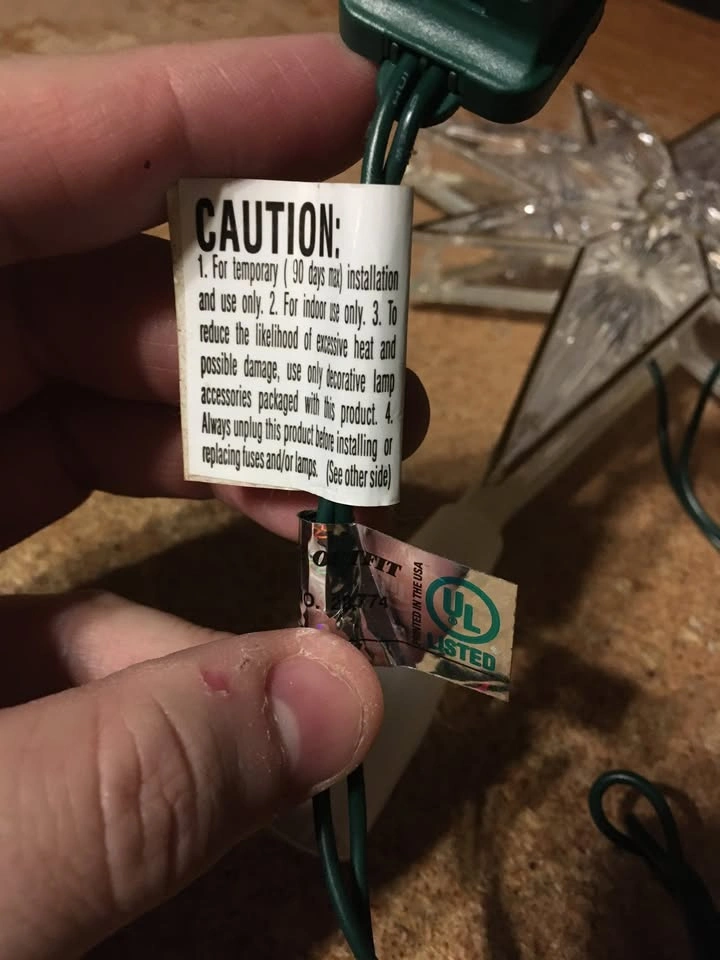 CAUTION:
1. For temporary ( 90 days max) installation
and use only. 2. For indoor use only. 3. To
reduce the likelihood of excessive heat and
possible damage, use only decorative lamp
accessories packaged with this product. 4.
Always unplug this product before installing or
replacing fuses and/or lamps. (See other side)
UL
LISTED
IN THE USA